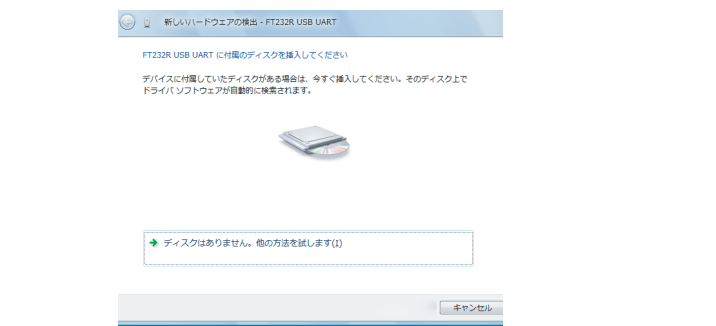 新しいハードウェアの検出 - FT232R USB UART
FT232R USB UART に付属のディスクを挿入してください
デバイスに付属していたディスクがある場合は、今すぐ挿入してください。そのディスク上で
ドライバ ソフトウェアが自動的に検索されます。
ディスクはありません。他の方法を試します(I)
キャンセル